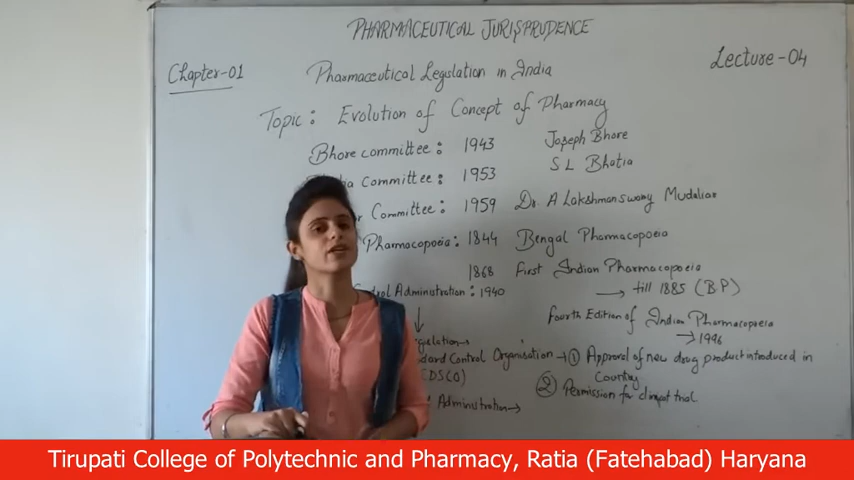 PHARMACEUTICAL JURISPRUDENCE
Chapter-01 Pharmaceutical Legislation in India Lecture-04
Topic: Evolution of Concept of Pharmacy
Bhore committee: 1943 Joseph Bhore
Committee: 1953 S L Bhatia
Committee: 1959 Dr. A Lakshmanswamy Mudaliar
Pharmacopoeia: 1844 Bengal Pharmacopoeia
1868 First Indian Pharmacopoeia
→ till 1885 (BP)
Control Administration: 1940
Fourth Edition of Indian Pharmacopoeia
→ 1996
Control Organisation → ① Approval of new drug product introduced in
Country
CDSCO)
② Permission for clinical trial
Administration →
Tirupati College of Polytechnic and Pharmacy, Ratia (Fatehabad) Haryana